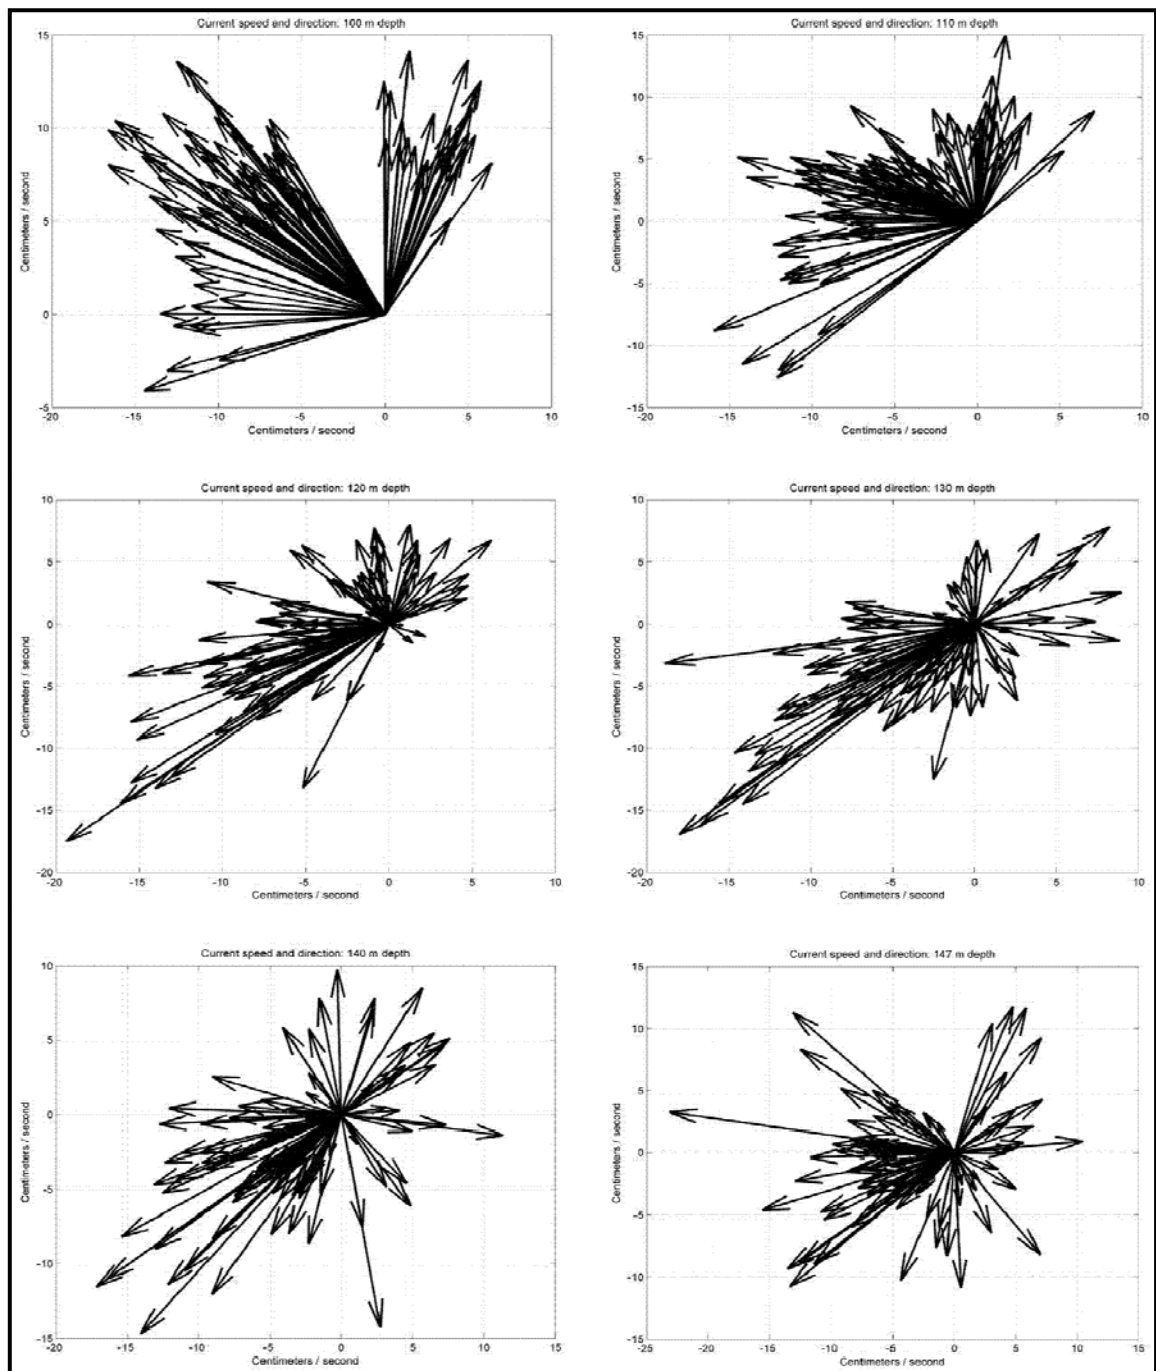 Current speed and direction: 100 m depth
15
10
5
0
-5
-20 -15 -10 -5 0 5 10
Centimeters / second
Centimeters / second
Current speed and direction: 110 m depth
15
10
5
0
-5
-10
-15
-20 -15 -10 -5 0 5 10
Centimeters / second
Centimeters / second
Current speed and direction: 120 m depth
10
5
0
-5
-10
-15
-20
-20 -15 -10 -5 0 5 10
Centimeters / second
Centimeters / second
Current speed and direction: 130 m depth
10
5
0
-5
-10
-15
-20
-20 -15 -10 -5 0 5 10
Centimeters / second
Centimeters / second
Current speed and direction: 140 m depth
10
5
0
-5
-10
-15
-20 -15 -10 -5 0 5 10 15
Centimeters / second
Centimeters / second
Current speed and direction: 147 m depth
15
10
5
0
-5
-10
-15
-25 -20 -15 -10 -5 0 5 10 15
Centimeters / second
Centimeters / second